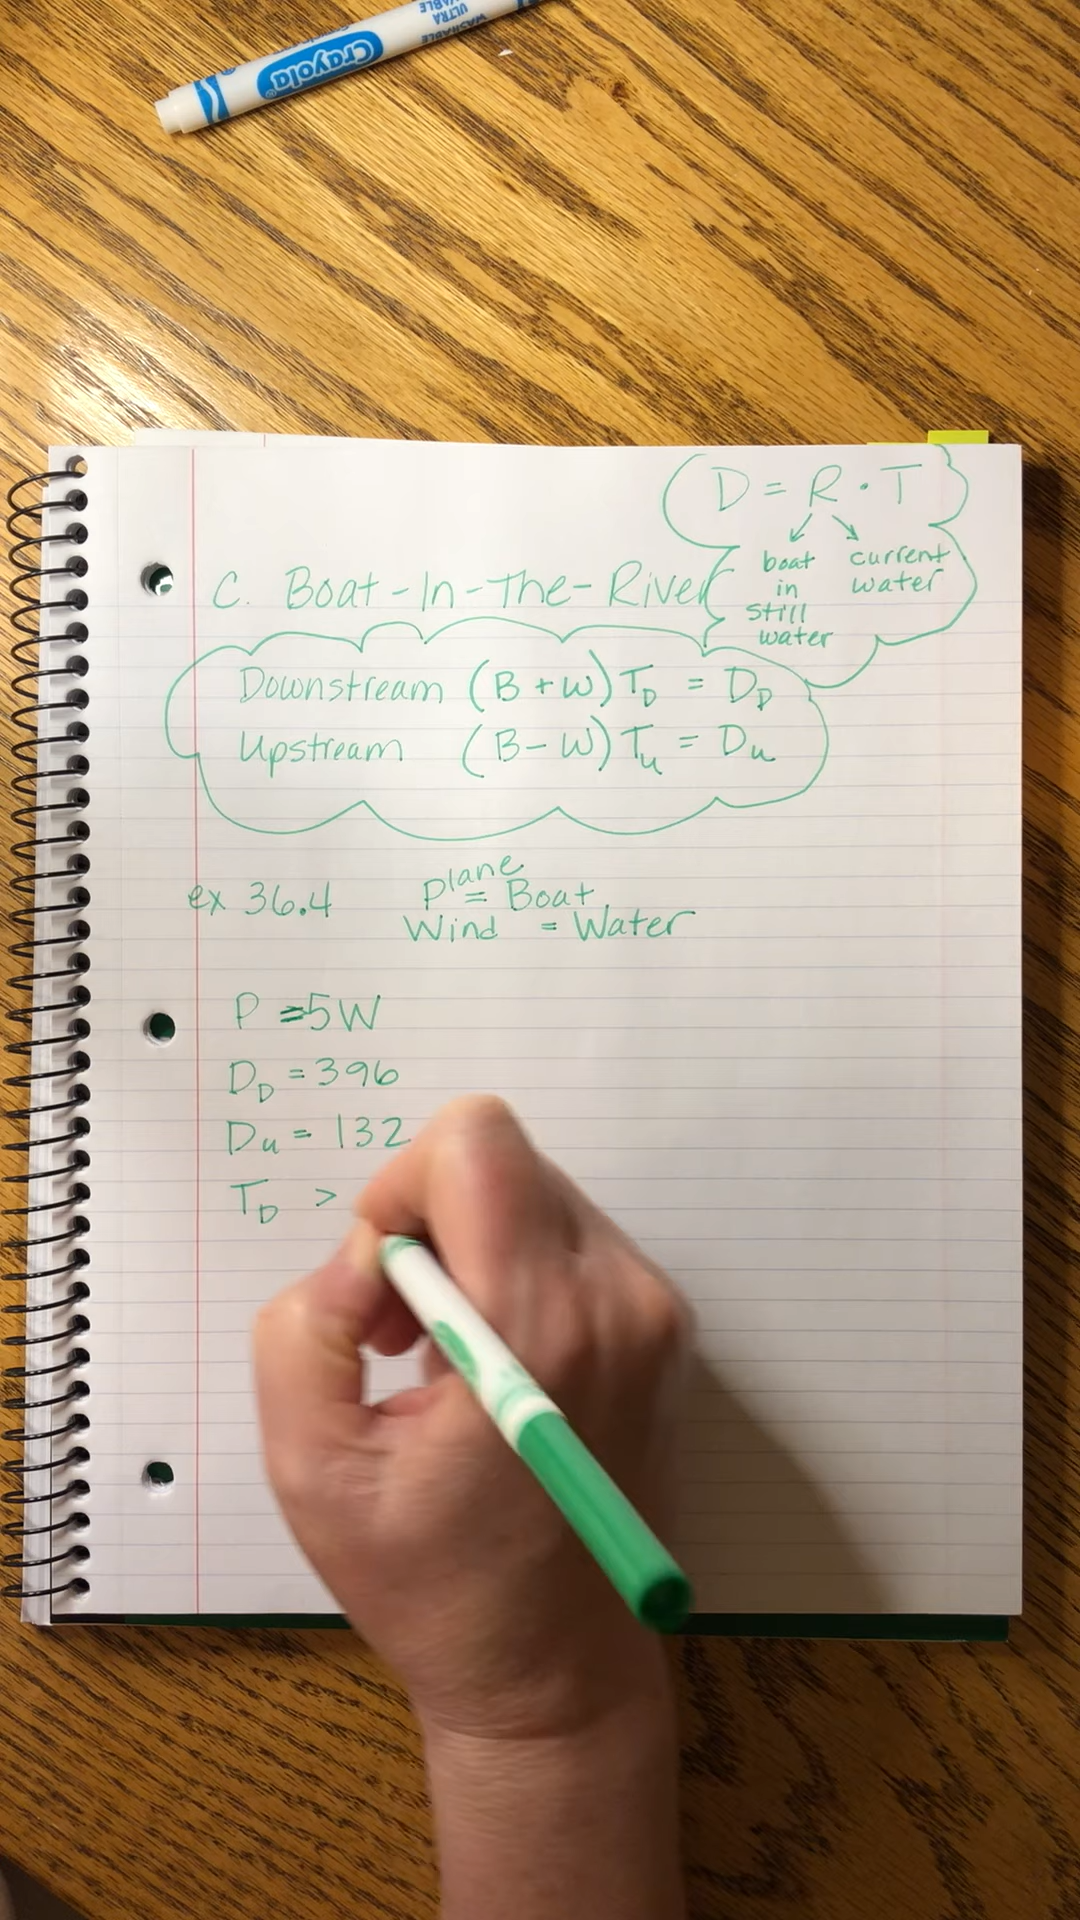 Crayola
ULTRA
WASHABLE
D = R · T
boat
in
still
water
current
water
C. Boat-In-The-River
Downstream (B + W) T_D = D_D
Upstream (B - W) T_u = D_u
ex 36.4
plane
= Boat
Wind = Water
P = 5W
D_D = 396
D_u = 132
T_D >